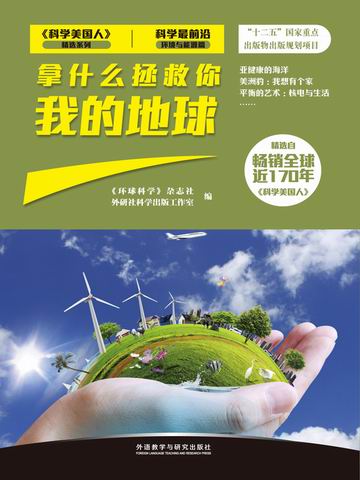 《科学美国人》
精选系列
科学最前沿
环境与能源篇
“十二五”国家重点
出版物出版规划项目
拿什么拯救你
我的地球
亚健康的海洋
美洲豹：我想有个家
平衡的艺术：核电与生活
……
精选自
畅销全球
近170年
《科学美国人》
《环球科学》杂志社
外研社科学出版工作室
编
外语教学与研究出版社
FOREIGN LANGUAGE TEACHING AND RESEARCH PRESS